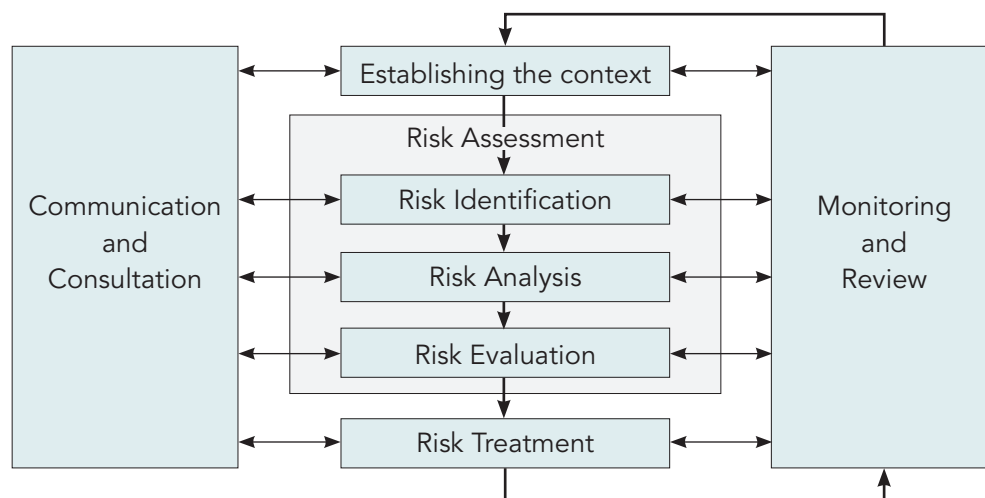 Establishing the context
Risk Assessment
Communication
and
Consultation
Risk Identification
Risk Analysis
Risk Evaluation
Risk Treatment
Monitoring
and
Review